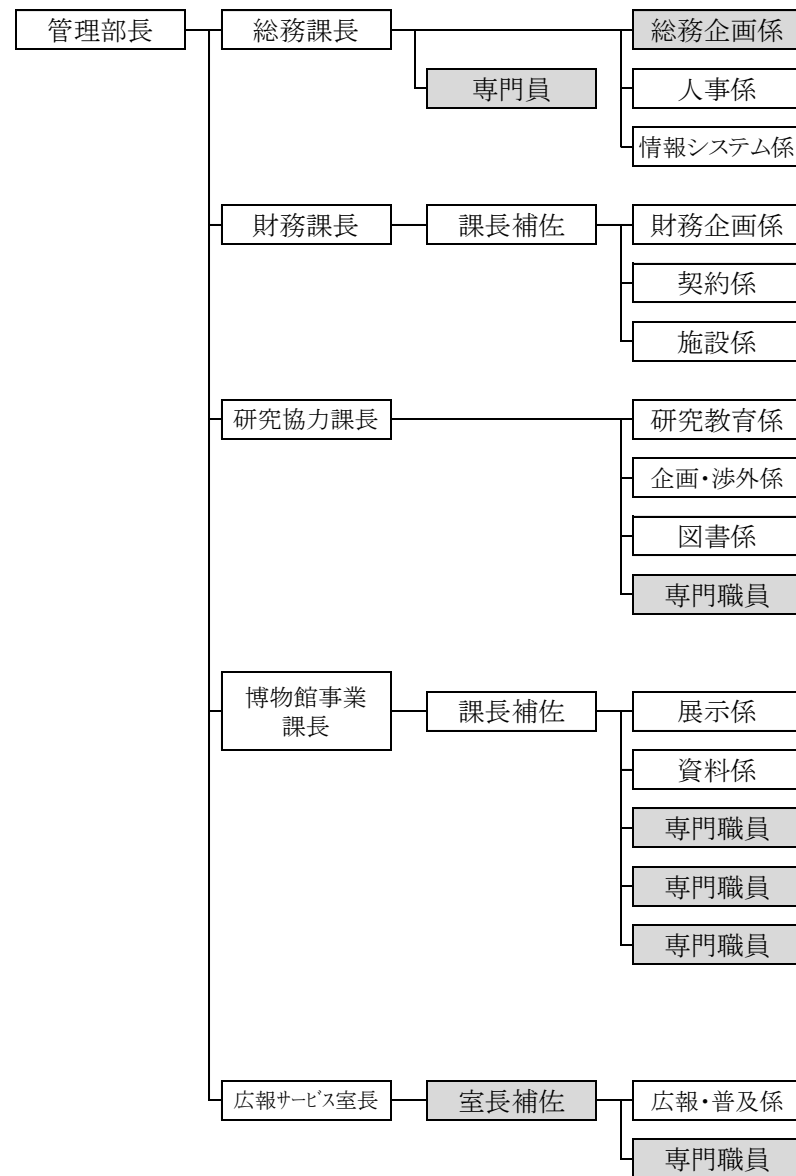 管理部長
総務課長
総務企画係
専門員
人事係
情報システム係
財務課長
課長補佐
財務企画係
契約係
施設係
研究協力課長
研究教育係
企画・渉外係
図書係
専門職員
博物館事業
課長
課長補佐
展示係
資料係
専門職員
専門職員
専門職員
広報サービス室長
室長補佐
広報・普及係
専門職員